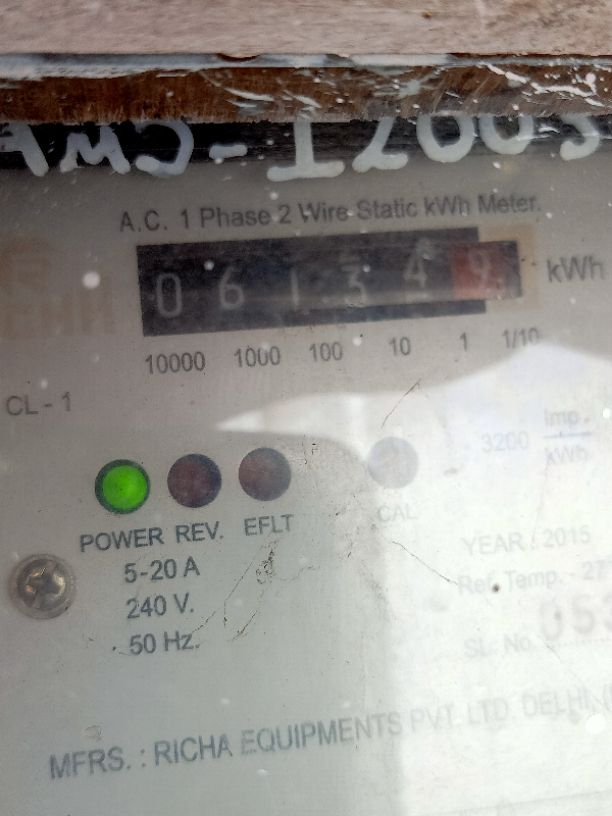 A.C. 1 Phase 2 Wire Static kWh Meter.
0 6 1 3 4 9 kWh
10000 1000 100 10 1 1/10
CL - 1
3200 Imp. / kWh
POWER REV. EFLT CAL
5-20 A
240 V.
50 Hz.
YEAR : 2015
Ref. Temp. - 27
SL. No.
MFRS. : RICHA EQUIPMENTS PVT. LTD. DELHI.